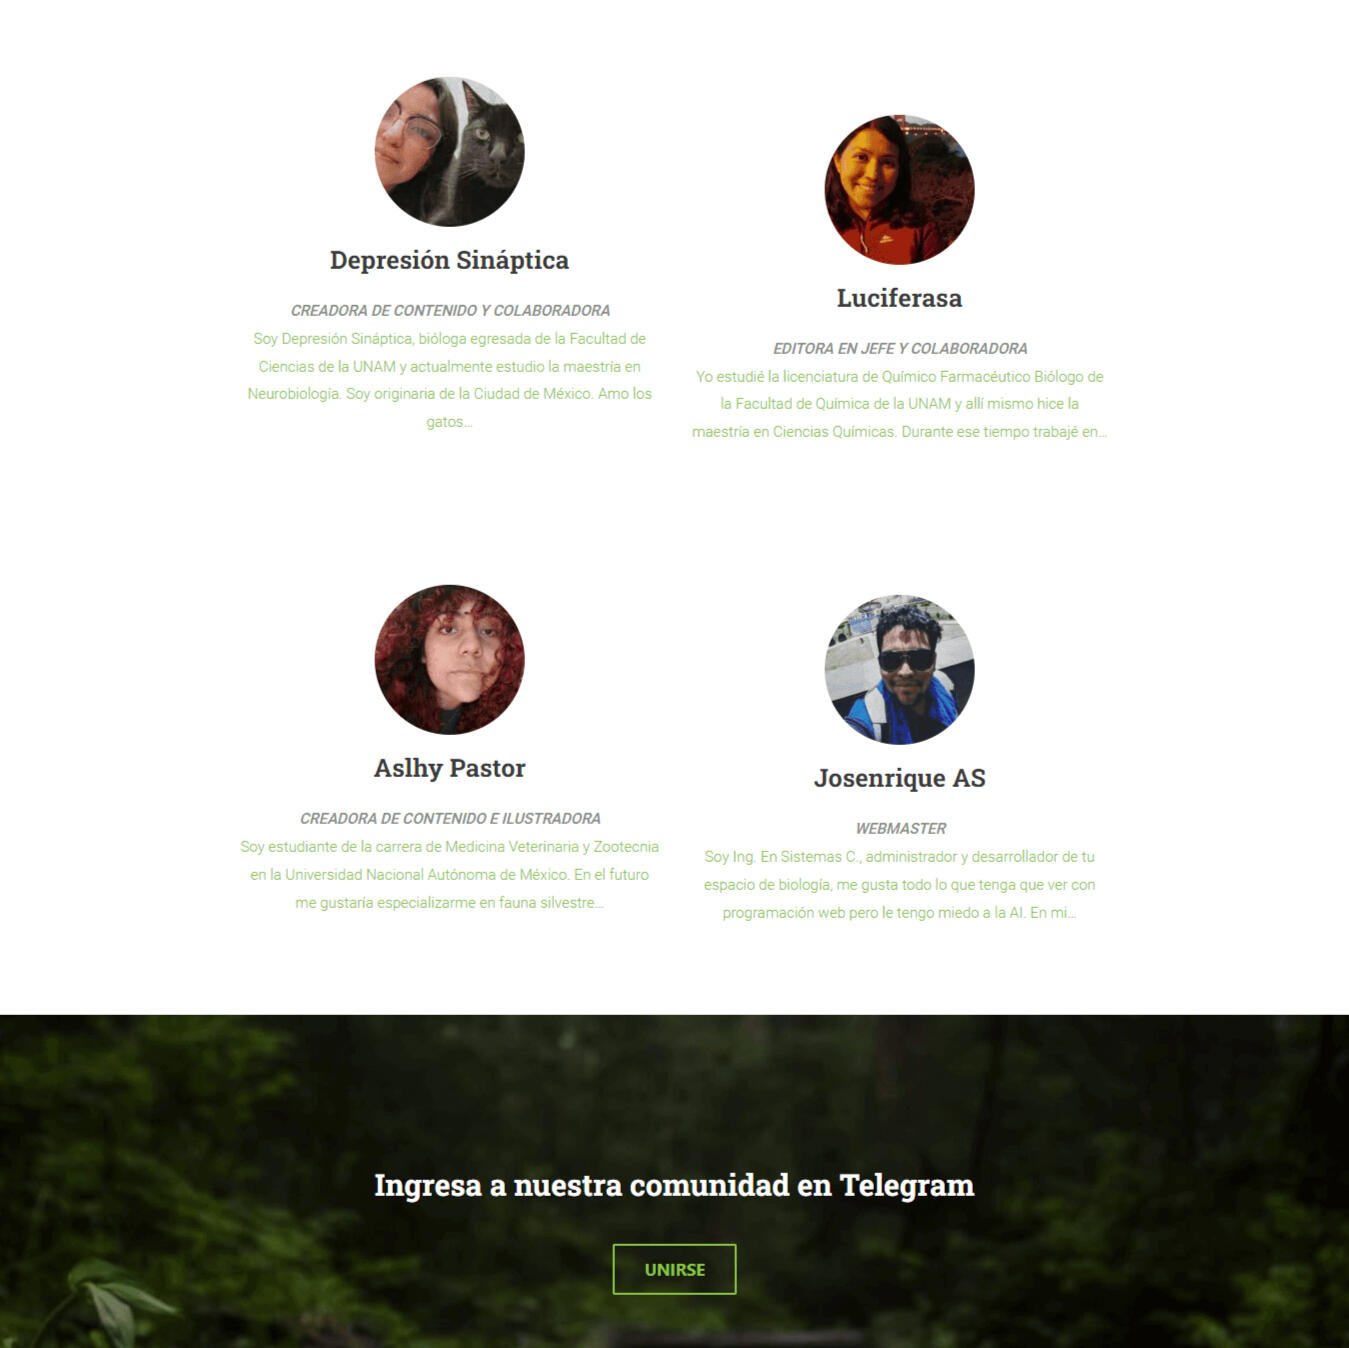 Depresión Sináptica
CREADORA DE CONTENIDO Y COLABORADORA
Soy Depresión Sináptica, bióloga egresada de la Facultad de
Ciencias de la UNAM y actualmente estudio la maestría en
Neurobiología. Soy originaria de la Ciudad de México. Amo los
gatos...
Luciferasa
EDITORA EN JEFE Y COLABORADORA
Yo estudié la licenciatura de Químico Farmacéutico Biólogo de
la Facultad de Química de la UNAM y allí mismo hice la
maestría en Ciencias Químicas. Durante ese tiempo trabajé en...
Aslhy Pastor
CREADORA DE CONTENIDO E ILUSTRADORA
Soy estudiante de la carrera de Medicina Veterinaria y Zootecnia
en la Universidad Nacional Autónoma de México. En el futuro
me gustaría especializarme en fauna silvestre...
Josenrique AS
WEBMASTER
Soy Ing. En Sistemas C., administrador y desarrollador de tu
espacio de biología, me gusta todo lo que tenga que ver con
programación web pero le tengo miedo a la AI. En mi...
Ingresa a nuestra comunidad en Telegram
UNIRSE